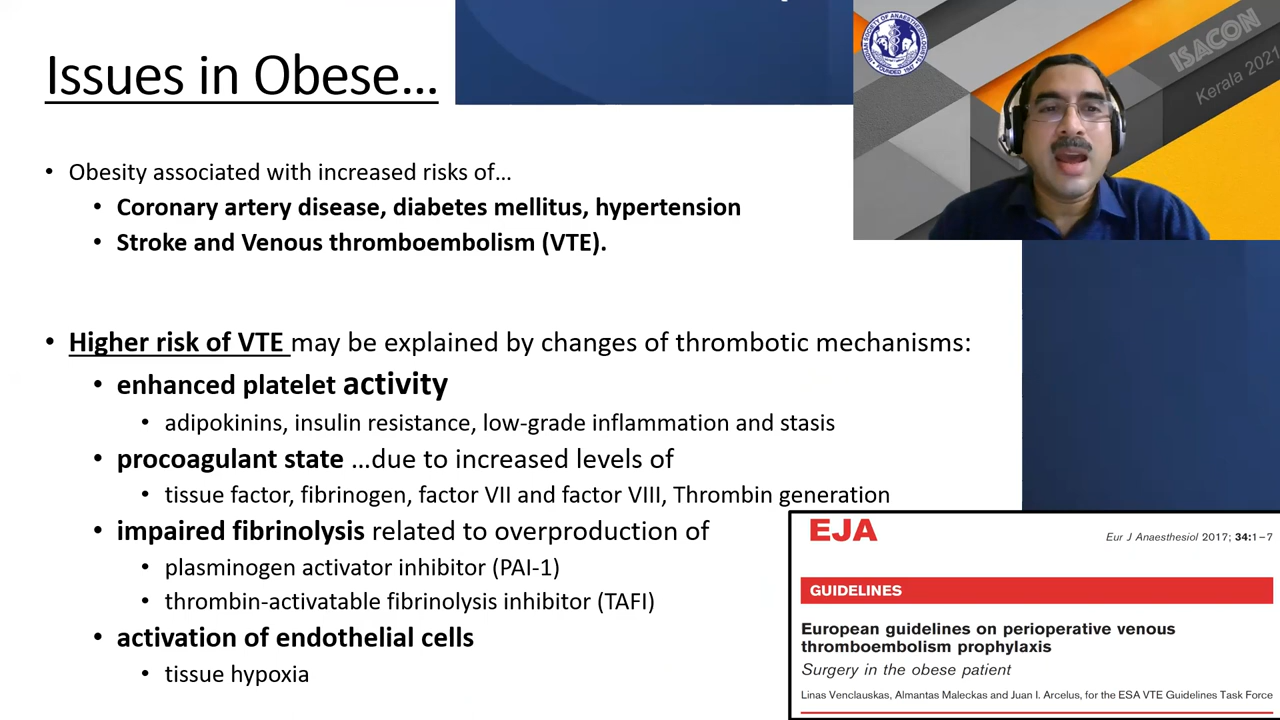 Issues in Obese…
• Obesity associated with increased risks of…
• Coronary artery disease, diabetes mellitus, hypertension
• Stroke and Venous thromboembolism (VTE).
• Higher risk of VTE may be explained by changes of thrombotic mechanisms:
• enhanced platelet activity
• adipokinins, insulin resistance, low-grade inflammation and stasis
• procoagulant state …due to increased levels of
• tissue factor, fibrinogen, factor VII and factor VIII, Thrombin generation
• impaired fibrinolysis related to overproduction of
• plasminogen activator inhibitor (PAI-1)
• thrombin-activatable fibrinolysis inhibitor (TAFI)
• activation of endothelial cells
• tissue hypoxia
ISACON
Kerala 2021
INDIAN SOCIETY OF ANAESTHESIOLOGISTS
FOUNDED 1947
EJA
Eur J Anaesthesiol 2017; 34:1–7
GUIDELINES
European guidelines on perioperative venous
thromboembolism prophylaxis
Surgery in the obese patient
Linas Venclauskas, Almantas Maleckas and Juan I. Arcelus, for the ESA VTE Guidelines Task Force